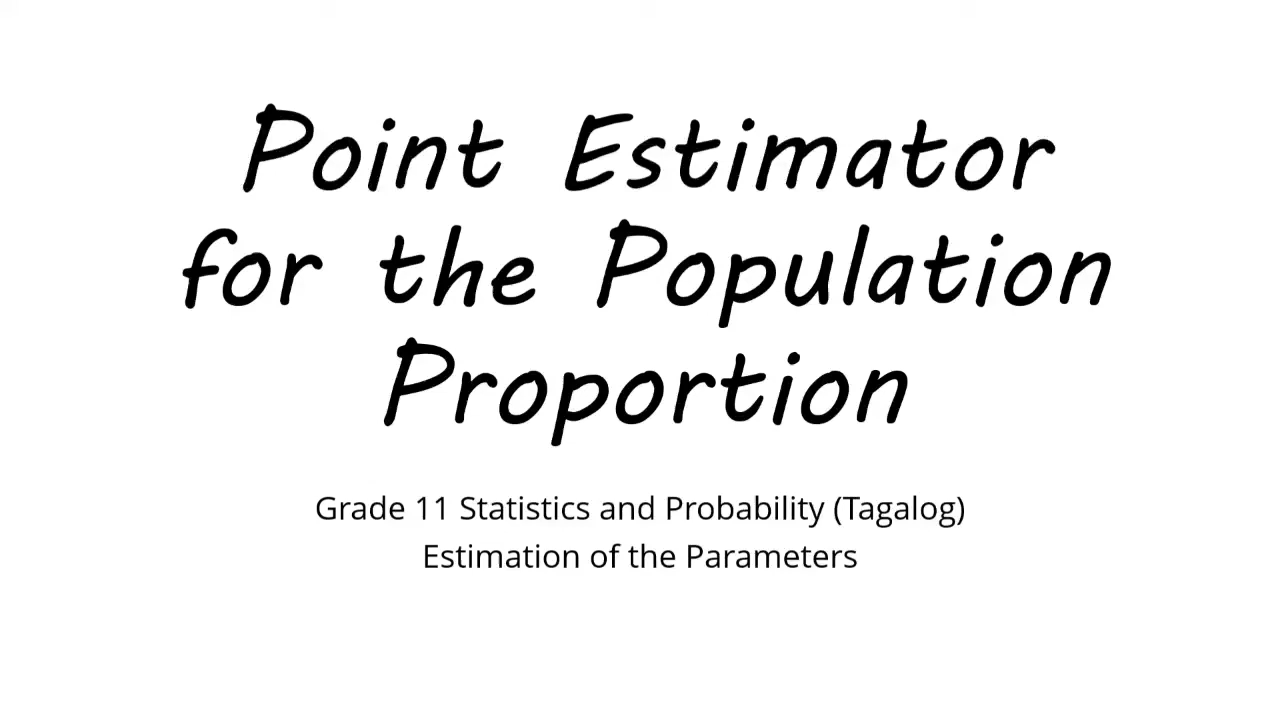 Point Estimator
for the Population
Proportion
Grade 11 Statistics and Probability (Tagalog)
Estimation of the Parameters